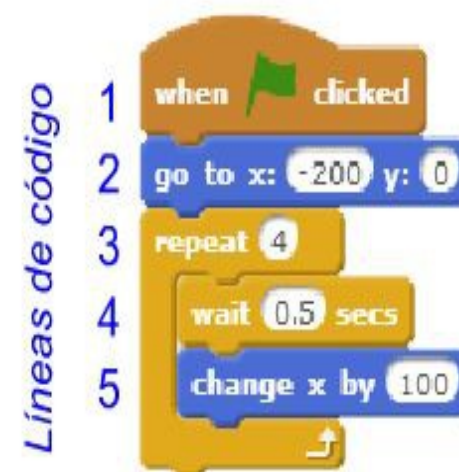 Líneas de código
1 when clicked
2 go to x: -200 y: 0
3 repeat 4
4 wait 0.5 secs
5 change x by 100